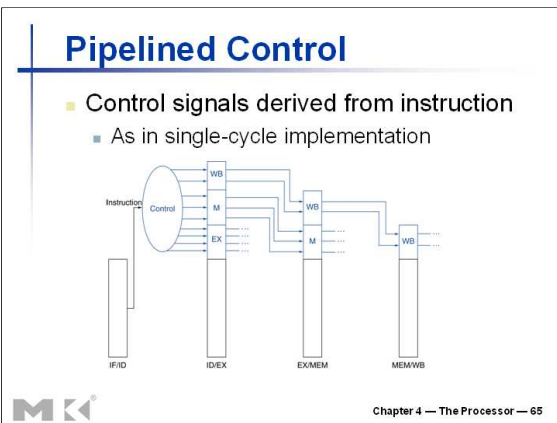 Pipelined Control
Control signals derived from instruction
As in single-cycle implementation
WB
Instruction
Control
M
WB
EX
M
WB
IF/ID
ID/EX
EX/MEM
MEM/WB
MK
Chapter 4 — The Processor — 65